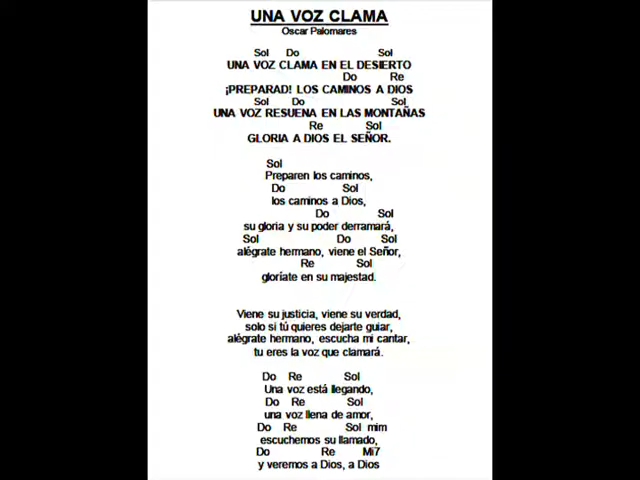 UNA VOZ CLAMA
Oscar Palomares
Sol Do Sol
UNA VOZ CLAMA EN EL DESIERTO
Do Re
¡PREPARAD! LOS CAMINOS A DIOS
Sol Do Sol
UNA VOZ RESUENA EN LAS MONTAÑAS
Re Sol
GLORIA A DIOS EL SEÑOR.
Sol
Preparen los caminos,
Do Sol
los caminos a Dios,
Do Sol
su gloria y su poder derramará,
Sol Do Sol
alégrate hermano, viene el Señor,
Re Sol
gloríate en su majestad.
Viene su justicia, viene su verdad,
solo si tú quieres dejarte guiar,
alégrate hermano, escucha mi cantar,
tu eres la voz que clamará.
Do Re Sol
Una voz está llegando,
Do Re Sol
una voz llena de amor,
Do Re Sol mim
escuchemos su llamado,
Do Re Mi7
y veremos a Dios, a Dios